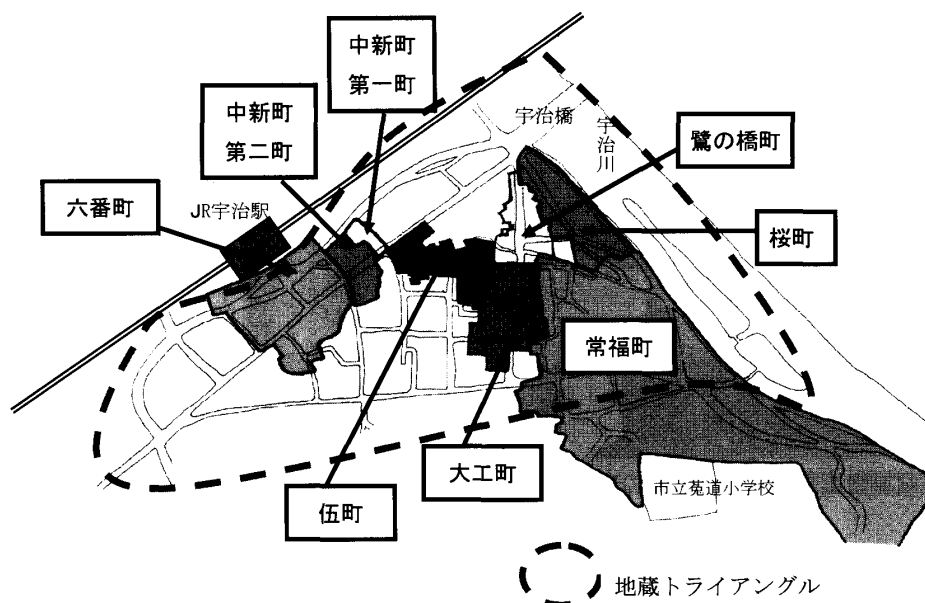 中新町
第一町
中新町
第二町
宇治橋
宇治川
鷺の橋町
六番町
JR宇治駅
桜町
常福町
大工町
伍町
市立菟道小学校
地蔵トライアングル